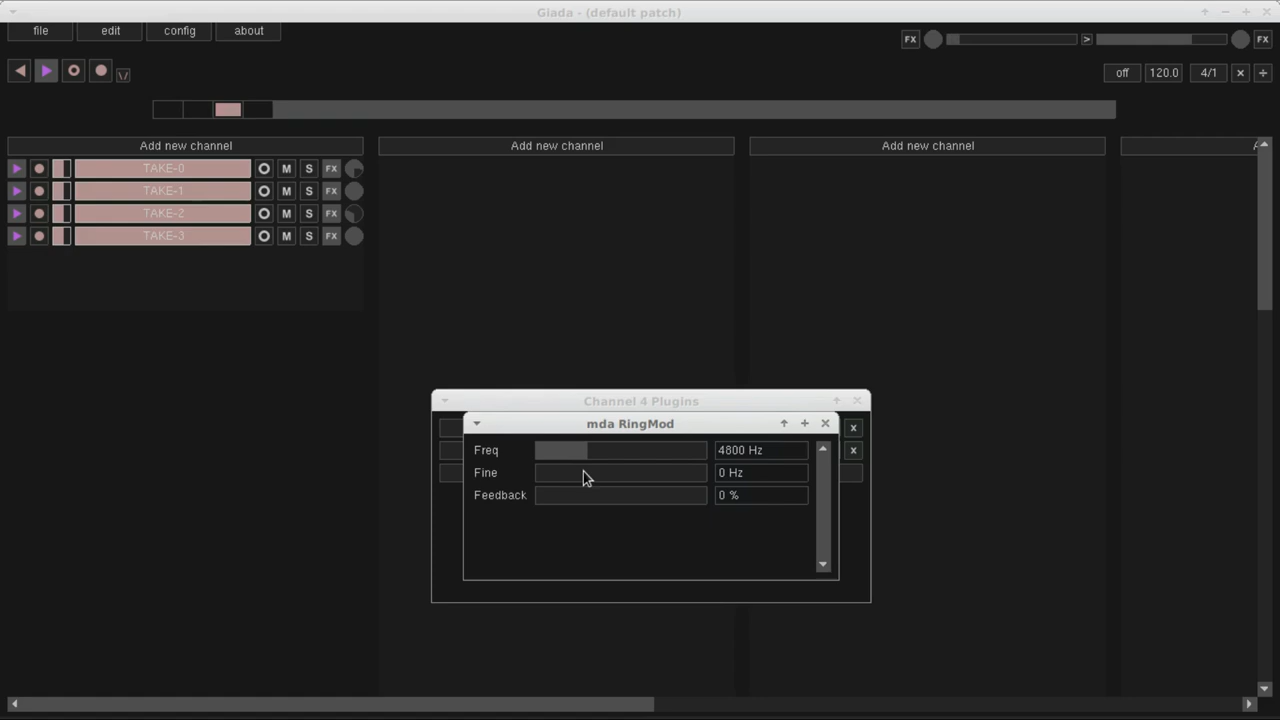 Giada - (default patch)
file edit config about
FX > FX
off 120.0 4/1 × ÷
Add new channel Add new channel Add new channel
TAKE-0 M S FX
TAKE-1 M S FX
TAKE-2 M S FX
TAKE-3 M S FX
Channel 4 Plugins
mda RingMod
x
Freq 4800 Hz
x
Fine 0 Hz
Feedback 0 %